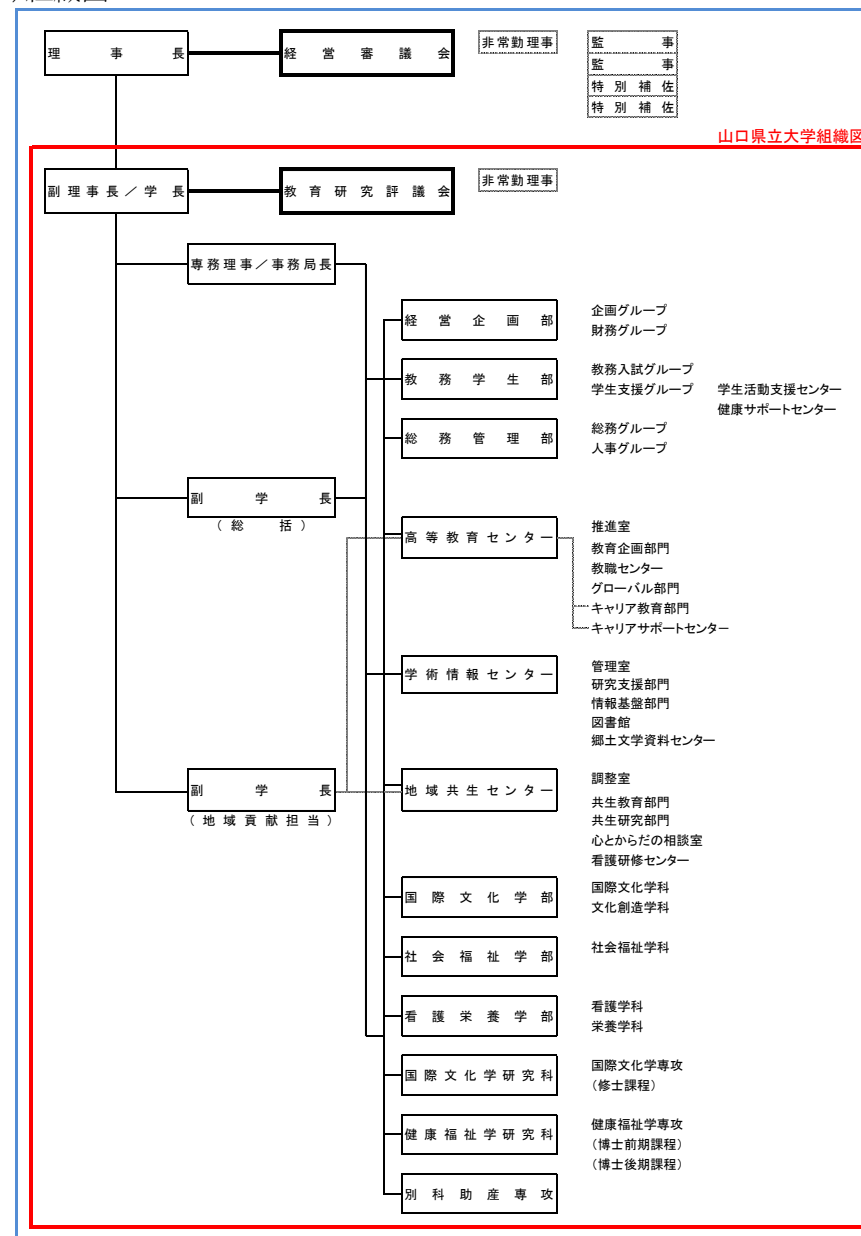 理事長
経営審議会
非常勤理事
監事
監事
特別補佐
特別補佐
山口県立大学組織図
副理事長／学長
教育研究評議会
非常勤理事
専務理事／事務局長
経営企画部
企画グループ
財務グループ
教務学生部
教務入試グループ
学生支援グループ 学生活動支援センター
健康サポートセンター
総務管理部
総務グループ
人事グループ
副学長
（総括）
高等教育センター
推進室
教育企画部門
教職センター
グローバル部門
キャリア教育部門
キャリアサポートセンター
学術情報センター
管理室
研究支援部門
情報基盤部門
図書館
郷土文学資料センター
副学長
（地域貢献担当）
地域共生センター
調整室
共生教育部門
共生研究部門
心とからだの相談室
看護研修センター
国際文化学部
国際文化学科
文化創造学科
社会福祉学部
社会福祉学科
看護栄養学部
看護学科
栄養学科
国際文化学研究科
国際文化学専攻
（修士課程）
健康福祉学研究科
健康福祉学専攻
（博士前期課程）
（博士後期課程）
別科助産専攻